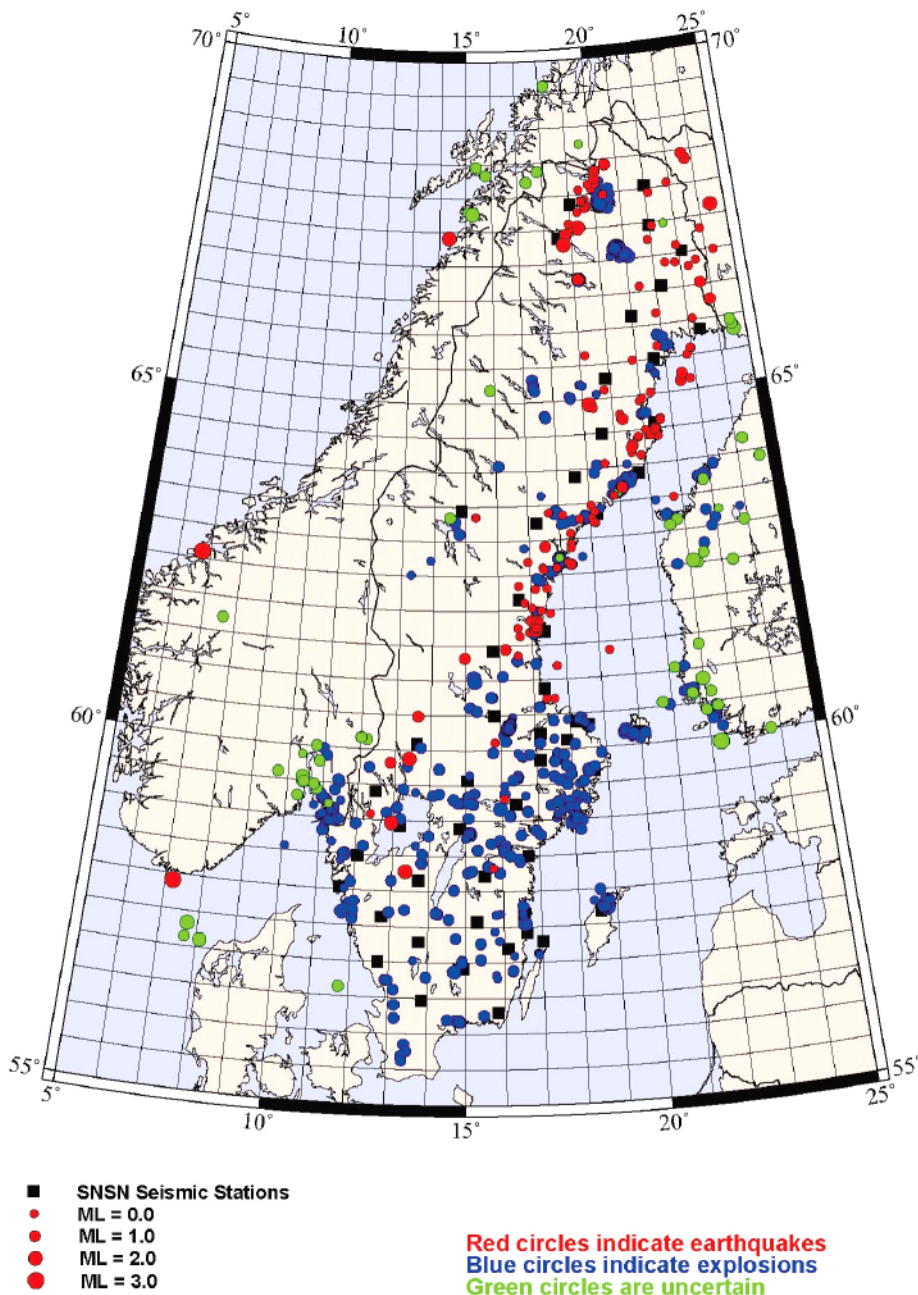 5°
10°
15°
20°
25°
70°
70°
65°
65°
60°
60°
55°
55°
5°
10°
15°
20°
25°
SNSN Seismic Stations
ML = 0.0
ML = 1.0
ML = 2.0
ML = 3.0
Red circles indicate earthquakes
Blue circles indicate explosions
Green circles are uncertain